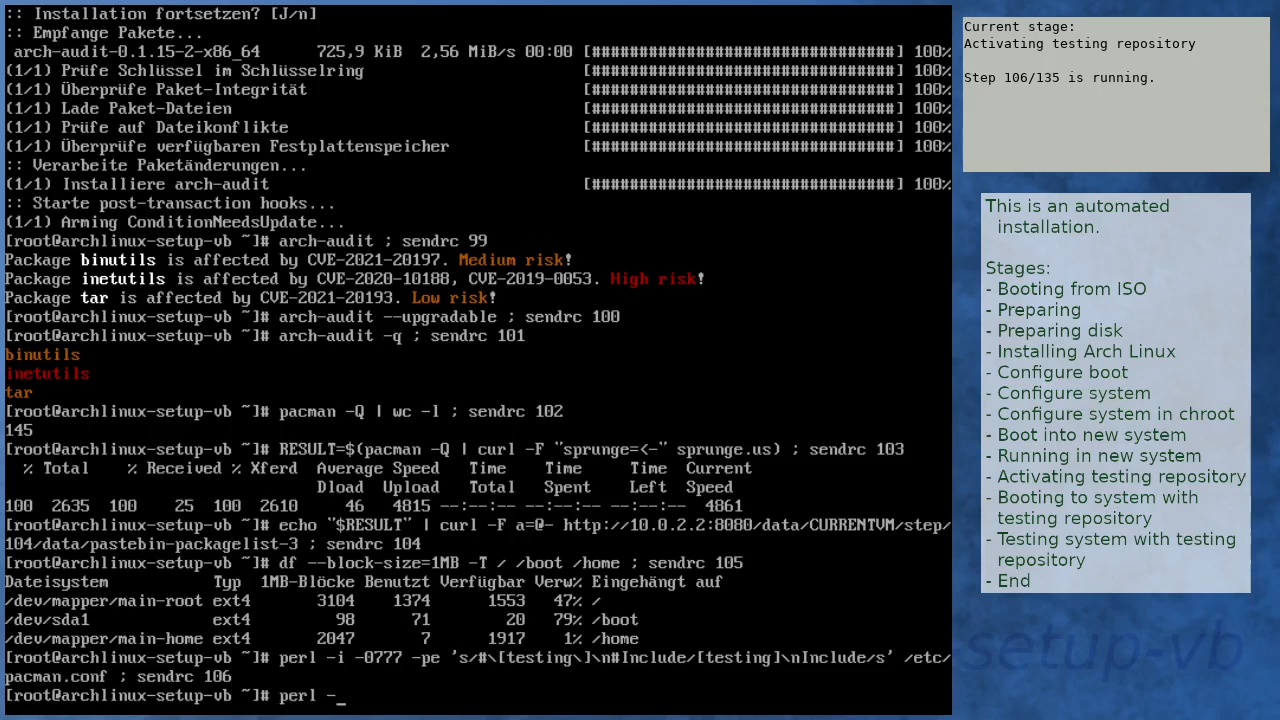 :: Installation fortsetzen? [J/n]
:: Empfange Pakete...
 arch-audit-0.1.15-2-x86_64      725,9 KiB  2,56 MiB/s 00:00 [#################################] 100%
(1/1) Prüfe Schlüssel im Schlüsselring                       [#################################] 100%
(1/1) Überprüfe Paket-Integrität                             [#################################] 100%
(1/1) Lade Paket-Dateien                                     [#################################] 100%
(1/1) Prüfe auf Dateikonflikte                               [#################################] 100%
(1/1) Überprüfe verfügbaren Festplattenspeicher              [#################################] 100%
:: Verarbeite Paketänderungen...
(1/1) Installiere arch-audit                                 [#################################] 100%
:: Starte post-transaction hooks...
(1/1) Arming ConditionNeedsUpdate...
[root@archlinux-setup-vb ~]# arch-audit ; sendrc 99
Package binutils is affected by CVE-2021-20197. Medium risk!
Package inetutils is affected by CVE-2020-10188, CVE-2019-0053. High risk!
Package tar is affected by CVE-2021-20193. Low risk!
[root@archlinux-setup-vb ~]# arch-audit --upgradable ; sendrc 100
[root@archlinux-setup-vb ~]# arch-audit -q ; sendrc 101
binutils
inetutils
tar
[root@archlinux-setup-vb ~]# pacman -Q | wc -l ; sendrc 102
145
[root@archlinux-setup-vb ~]# RESULT=$(pacman -Q | curl -F "sprunge=<-" sprunge.us) ; sendrc 103
  % Total    % Received % Xferd  Average Speed   Time    Time     Time  Current
                                 Dload  Upload   Total   Spent    Left  Speed
100  2635  100    25  100  2610     46   4815 --:--:-- --:--:-- --:--:--  4861
[root@archlinux-setup-vb ~]# echo "$RESULT" | curl -F a=@- http://10.0.2.2:8080/data/CURRENTVM/step/
104/data/pastebin-packagelist-3 ; sendrc 104
[root@archlinux-setup-vb ~]# df --block-size=1MB -T / /boot /home ; sendrc 105
Dateisystem           Typ  1MB-Blöcke Benutzt Verfügbar Verw% Eingehängt auf
/dev/mapper/main-root ext4       3104    1374      1553   47% /
/dev/sda1             ext4         98      71        20   79% /boot
/dev/mapper/main-home ext4       2047       7      1917    1% /home
[root@archlinux-setup-vb ~]# perl -i -0777 -pe 's/#\[testing\]\n#Include/[testing]\nInclude/s' /etc/
pacman.conf ; sendrc 106
[root@archlinux-setup-vb ~]# perl -_
Current stage:
Activating testing repository
Step 106/135 is running.
This is an automated
installation.
Stages:
- Booting from ISO
- Preparing
- Preparing disk
- Installing Arch Linux
- Configure boot
- Configure system
- Configure system in chroot
- Boot into new system
- Running in new system
- Activating testing repository
- Booting to system with
testing repository
- Testing system with testing
repository
- End
setup-vb